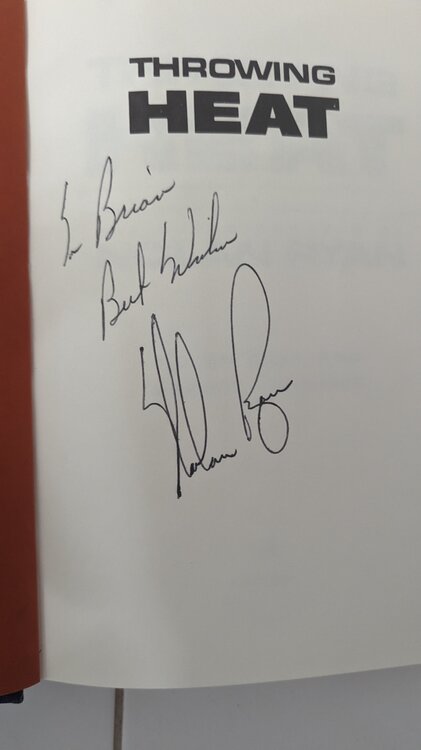 THROWING
HEAT
To Brian
Best Wishes
Nolan Ryan